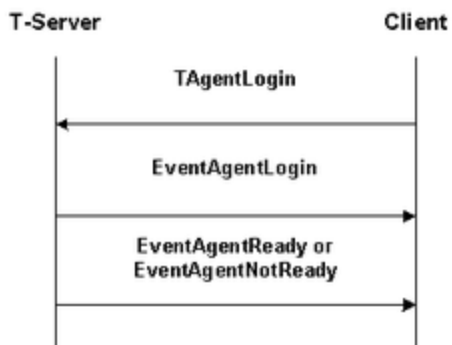 T-Server
Client
TAgentLogin
EventAgentLogin
EventAgentReady or
EventAgentNotReady